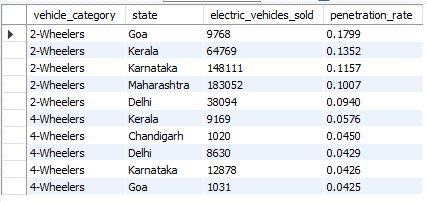 vehicle_category state electric_vehicles_sold penetration_rate
2-Wheelers Goa 9768 0.1799
2-Wheelers Kerala 64769 0.1352
2-Wheelers Karnataka 148111 0.1157
2-Wheelers Maharashtra 183052 0.1007
2-Wheelers Delhi 38094 0.0940
4-Wheelers Kerala 9169 0.0576
4-Wheelers Chandigarh 1020 0.0450
4-Wheelers Delhi 8630 0.0429
4-Wheelers Karnataka 12878 0.0426
4-Wheelers Goa 1031 0.0425